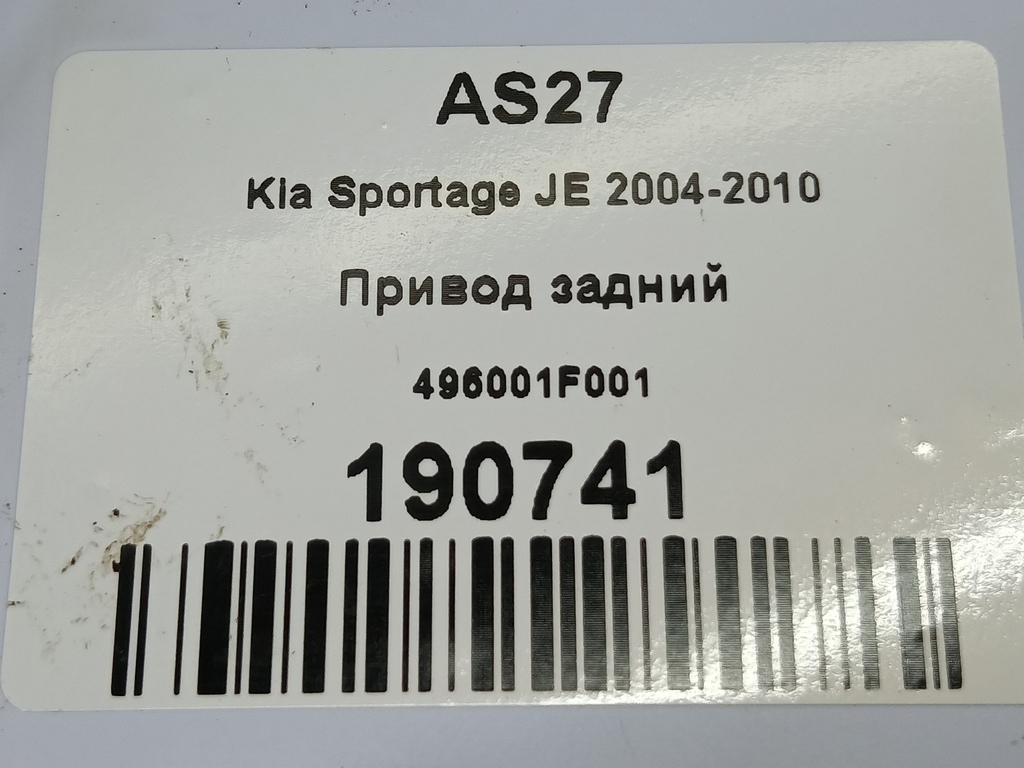 AS27
Kia Sportage JE 2004-2010
Привод задний
496001F001
190741